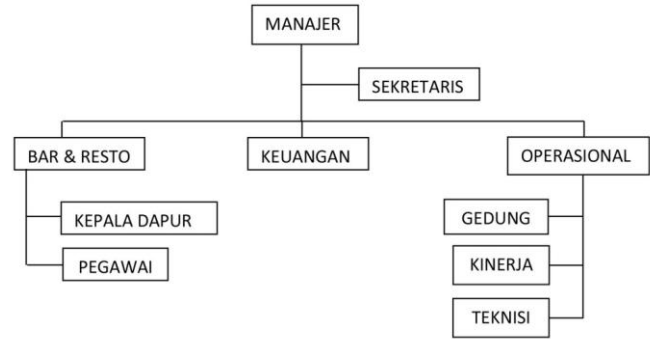 MANAJER
SEKRETARIS
BAR & RESTO
KEUANGAN
OPERASIONAL
KEPALA DAPUR
PEGAWAI
GEDUNG
KINERJA
TEKNISI